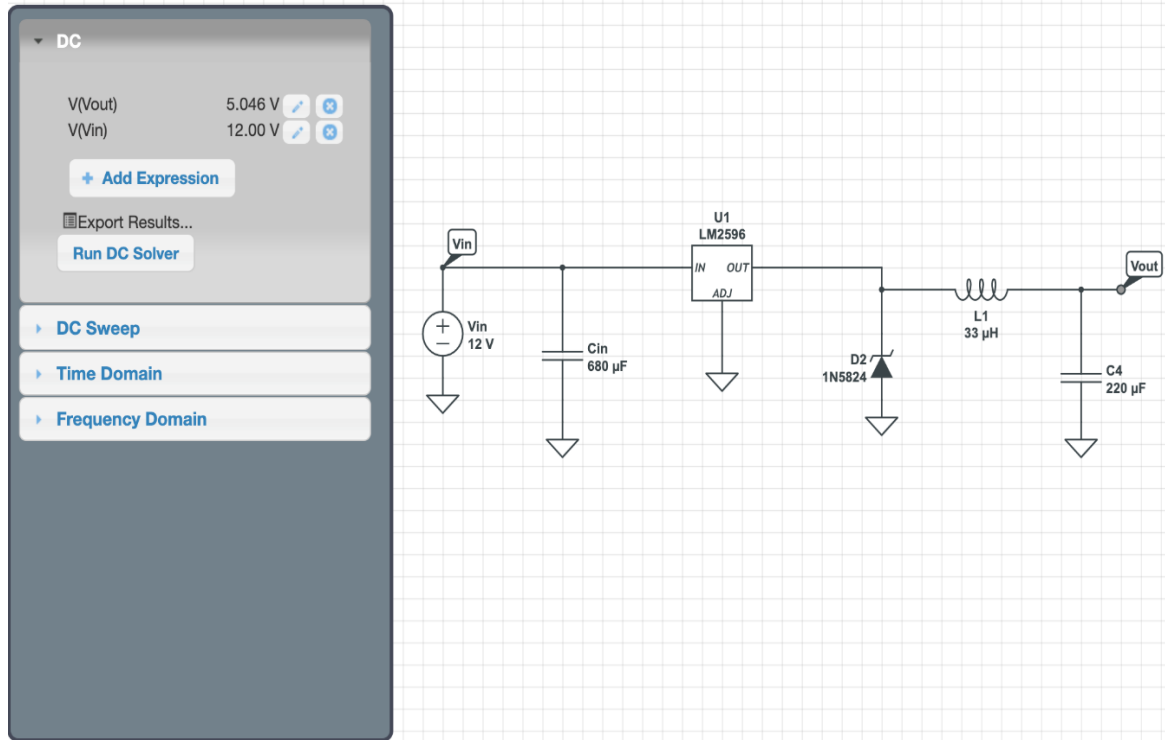 DC
V(Vout) 5.046 V
V(Vin) 12.00 V
+ Add Expression
Export Results...
Run DC Solver
DC Sweep
Time Domain
Frequency Domain
Vin
+
−
Vin
12 V
Cin
680 µF
U1
LM2596
IN OUT
ADJ
D2
1N5824
L1
33 µH
Vout
C4
220 µF